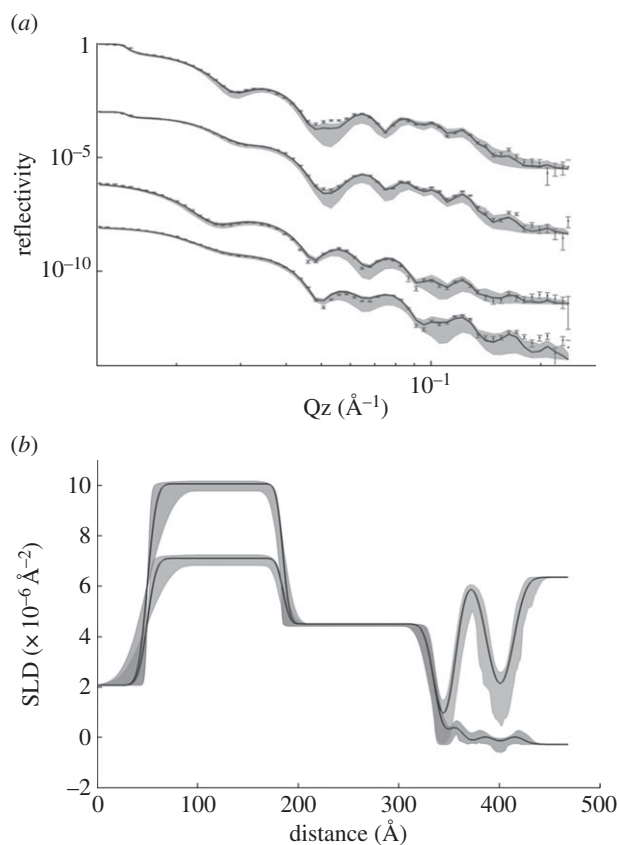 (a)
1
10⁻⁵
10⁻¹⁰
reflectivity
10⁻¹
Qz (Å⁻¹)
(b)
10
8
6
4
2
0
−2
SLD (× 10⁻⁶ Å⁻²)
0 100 200 300 400 500
distance (Å)